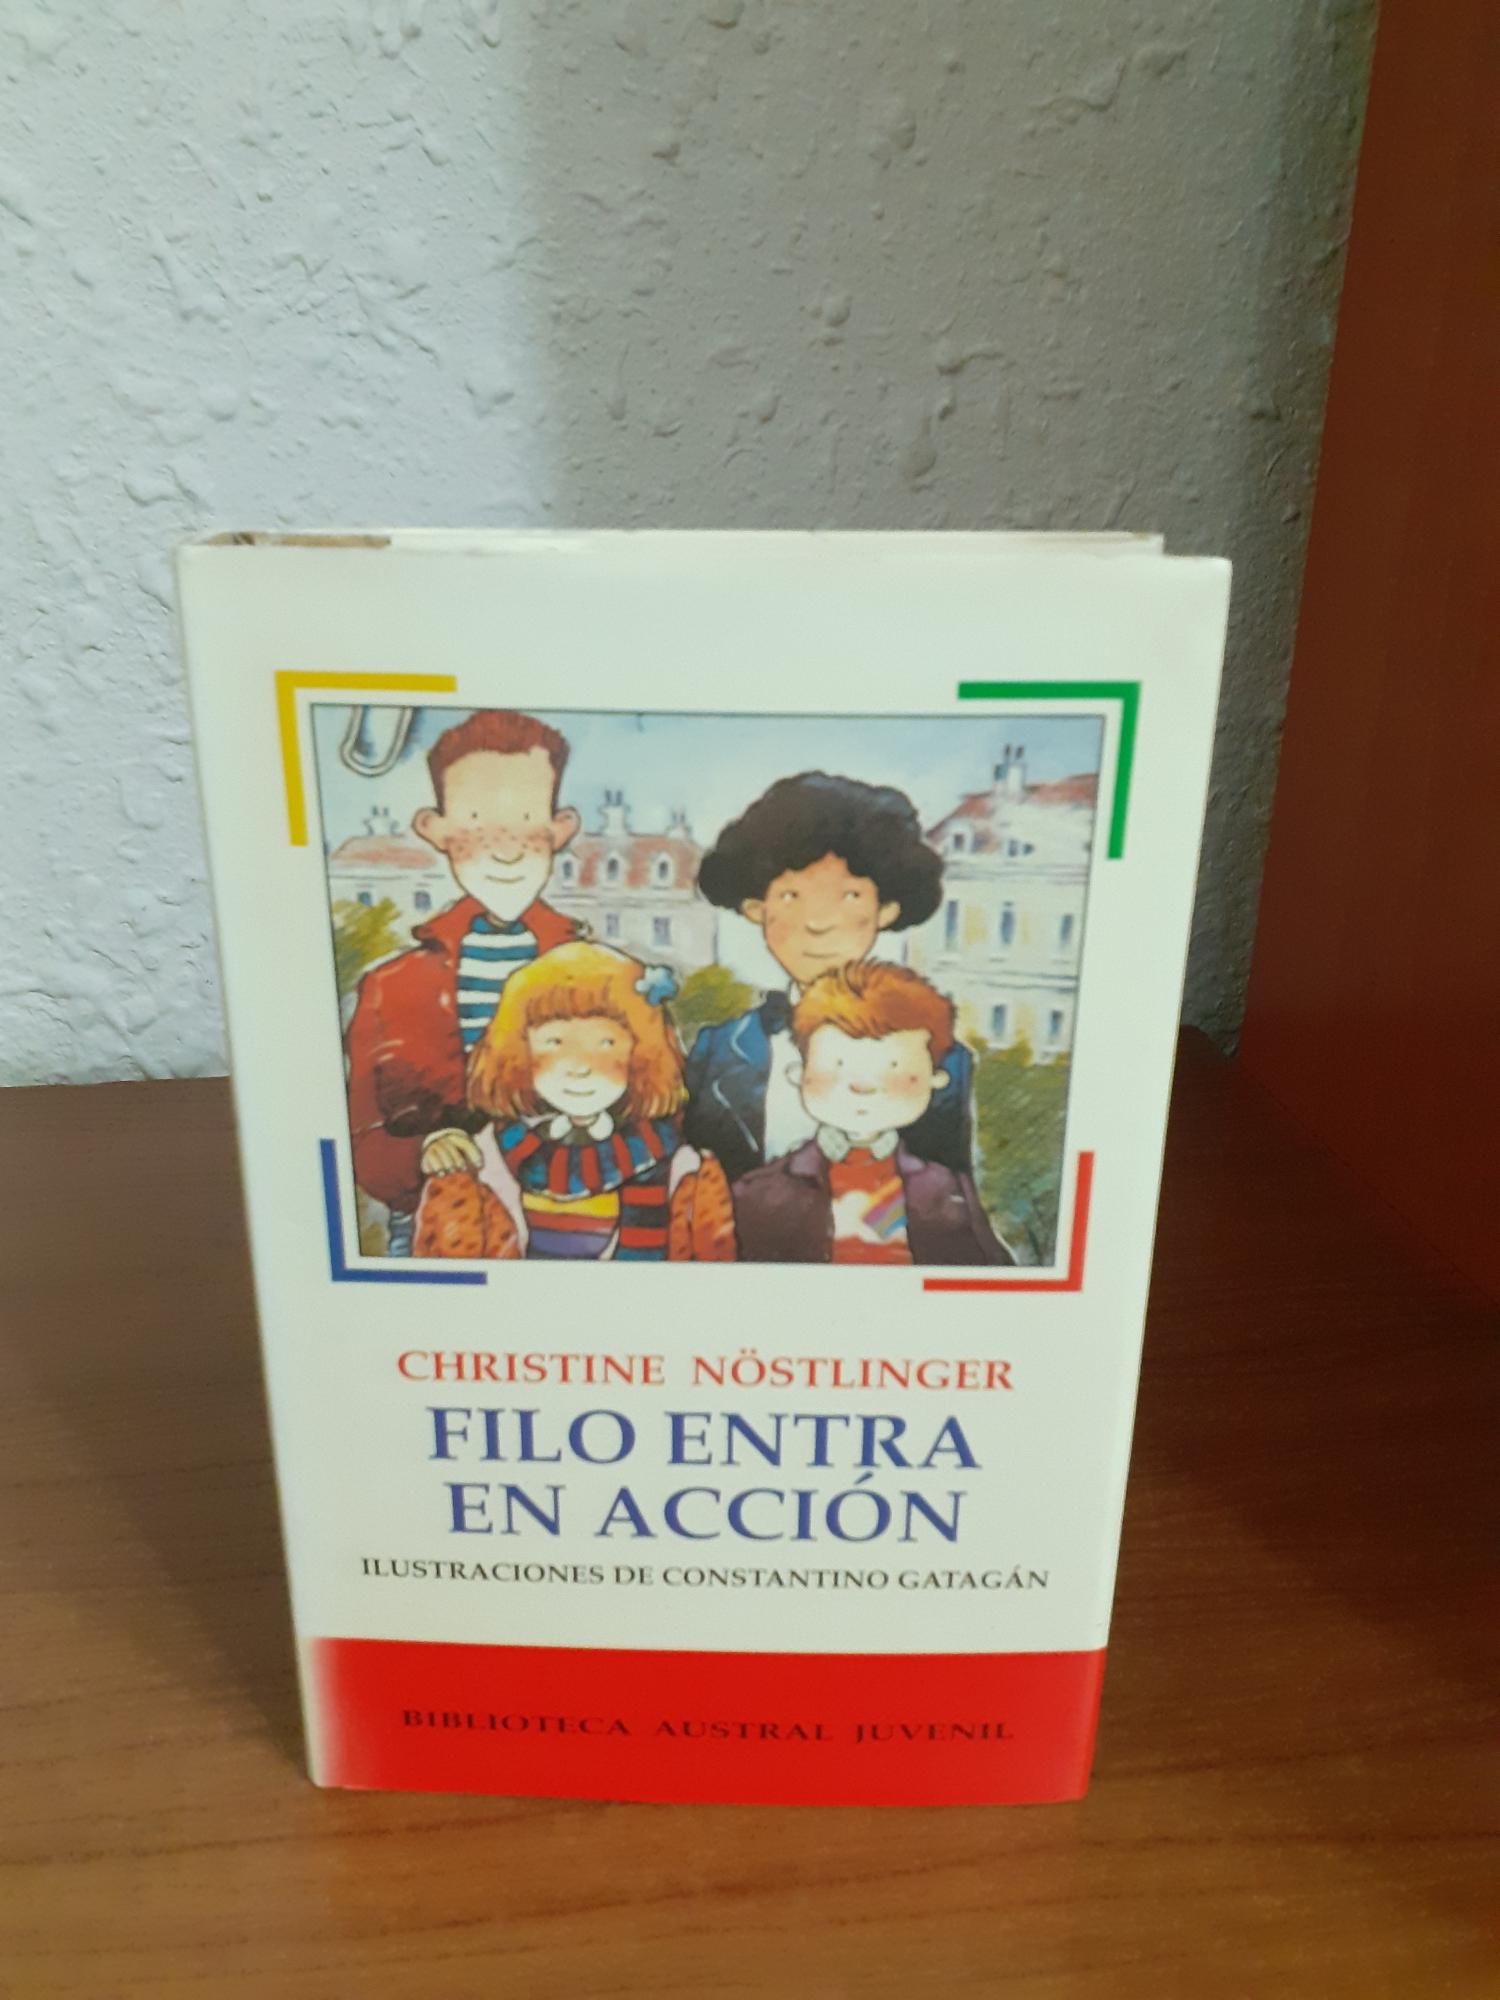 CHRISTINE NÖSTLINGER
FILO ENTRA
EN ACCIÓN
ILUSTRACIONES DE CONSTANTINO GATAGÁN
BIBLIOTECA AUSTRAL JUVENIL